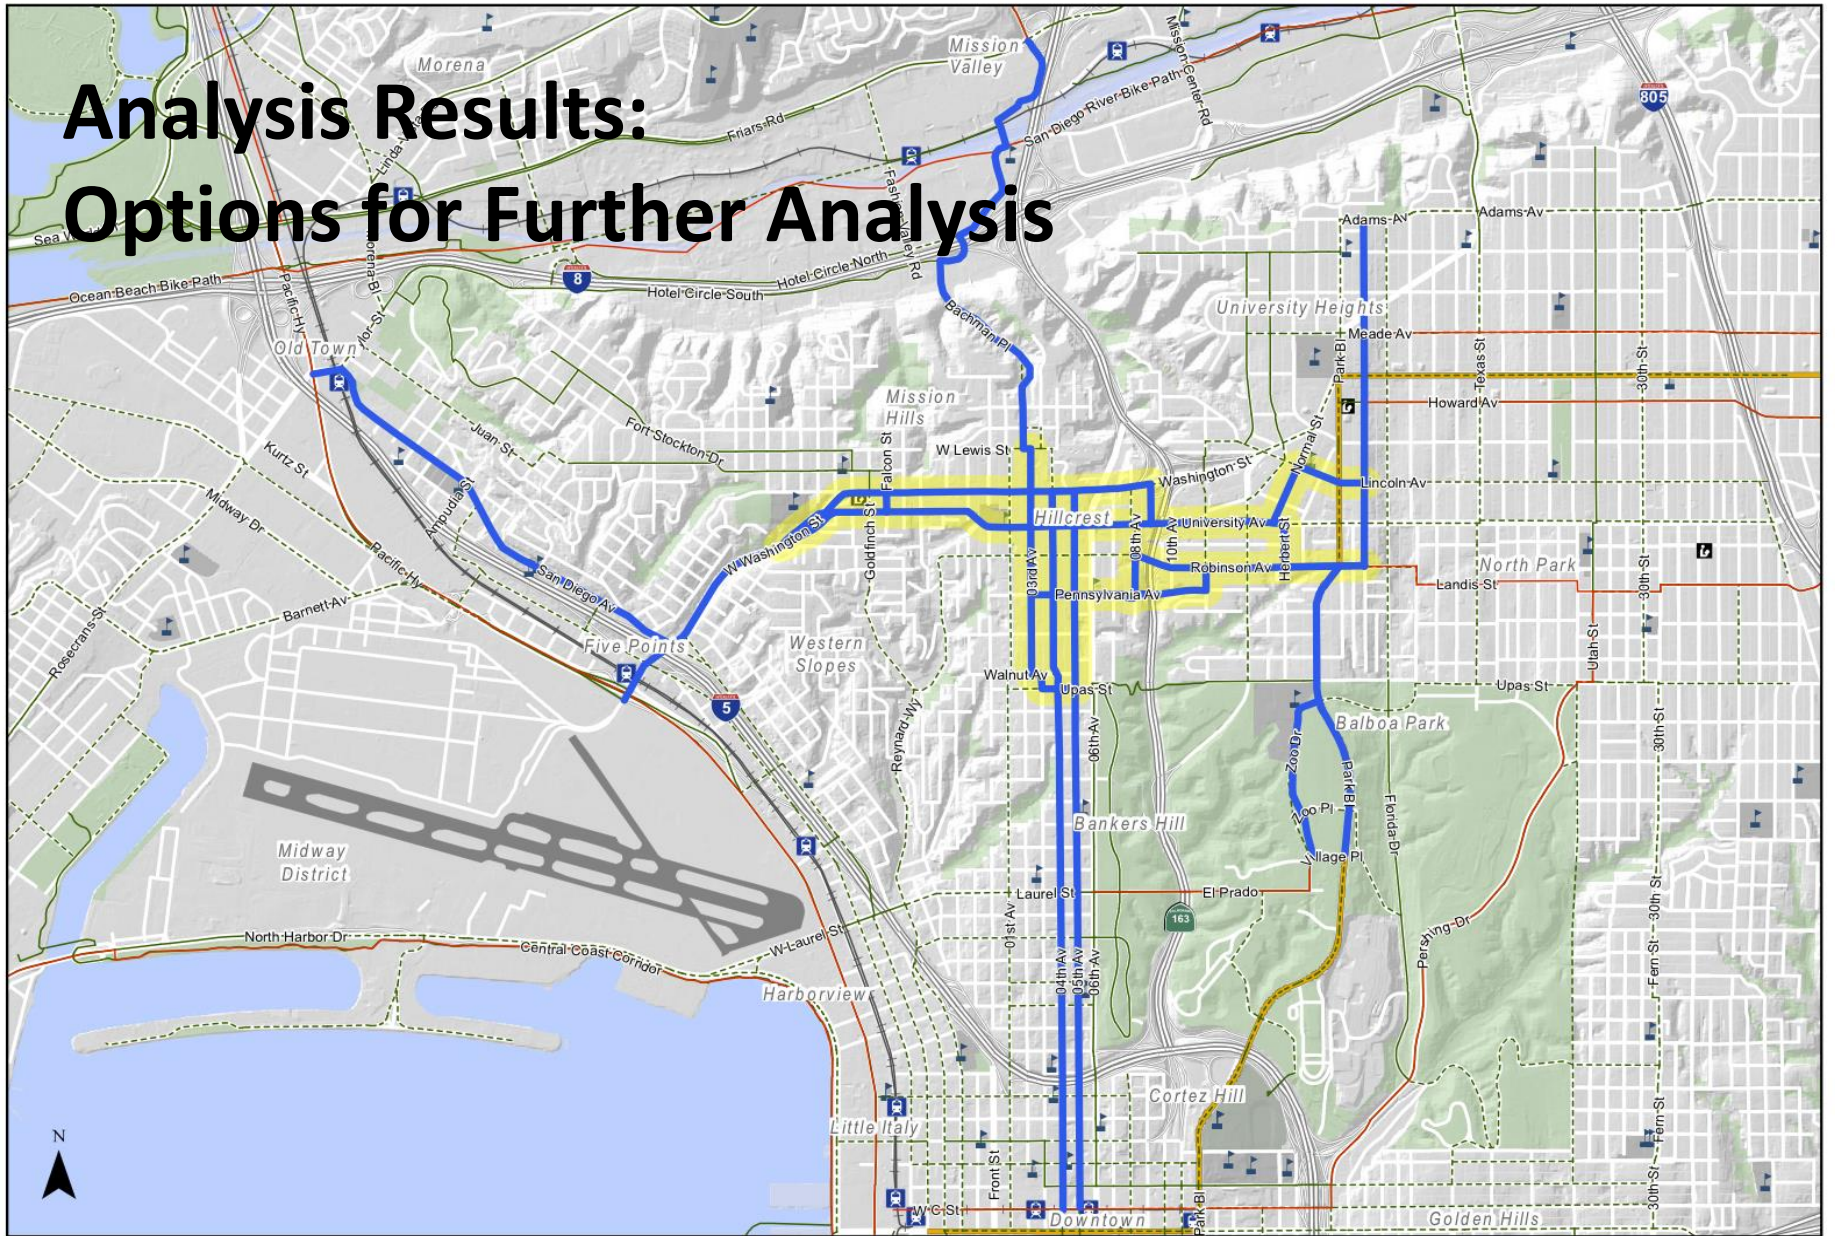 Analysis Results:
Options for Further Analysis
Morena
Mission
Valley
Mission Center Rd
805
Friars Rd
San Diego River Bike Path
Fashion Valley Rd
Adams Av
Adams Av
Ocean Beach Bike Path
Pacific Hy
8
Hotel Circle North
Hotel Circle South
Bachman Pl
University Heights
Meade Av
Old Town
Park Bl
Texas St
30th St
Howard Av
Mission
Hills
Juan St
Fort Stockton Dr
Falcon St
W Lewis St
Normal St
Washington St
Lincoln Av
Kurtz St
Midway Dr
Ampudia St
Pacific Hy
W Washington St
Goldfinch St
Hillcrest
08th Av
10th Av
University Av
Herbert St
Robinson Av
North Park
30th St
Landis St
03rd Av
Pennsylvania Av
San Diego Av
Barnett Av
Rosecrans St
Five Points
Western
Slopes
Utah St
Walnut Av
Upas St
Upas St
5
Reynard Wy
06th Av
Balboa Park
30th St
Zoo Dr
Park Bl
Zoo Pl
Florida Dr
Bankers Hill
Village Pl
Midway
District
Laurel St
El Prado
163
30th St
01st Av
W Laurel St
Pershing Dr
North Harbor Dr
Central Coast Corridor
04th Av
05th Av
06th Av
Fern St
Harborview
Cortez Hill
Little Italy
Fern St
N
Front St
30th St
W C St
Downtown
Park Bl
Golden Hills